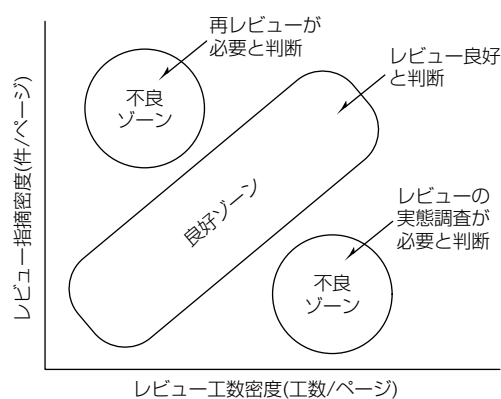 再レビューが
必要と判断
レビュー良好
と判断
不良
ゾーン
良好ゾーン
レビューの
実態調査が
必要と判断
不良
ゾーン
レビュー指摘密度(件/ページ)
レビュー工数密度(工数/ページ)